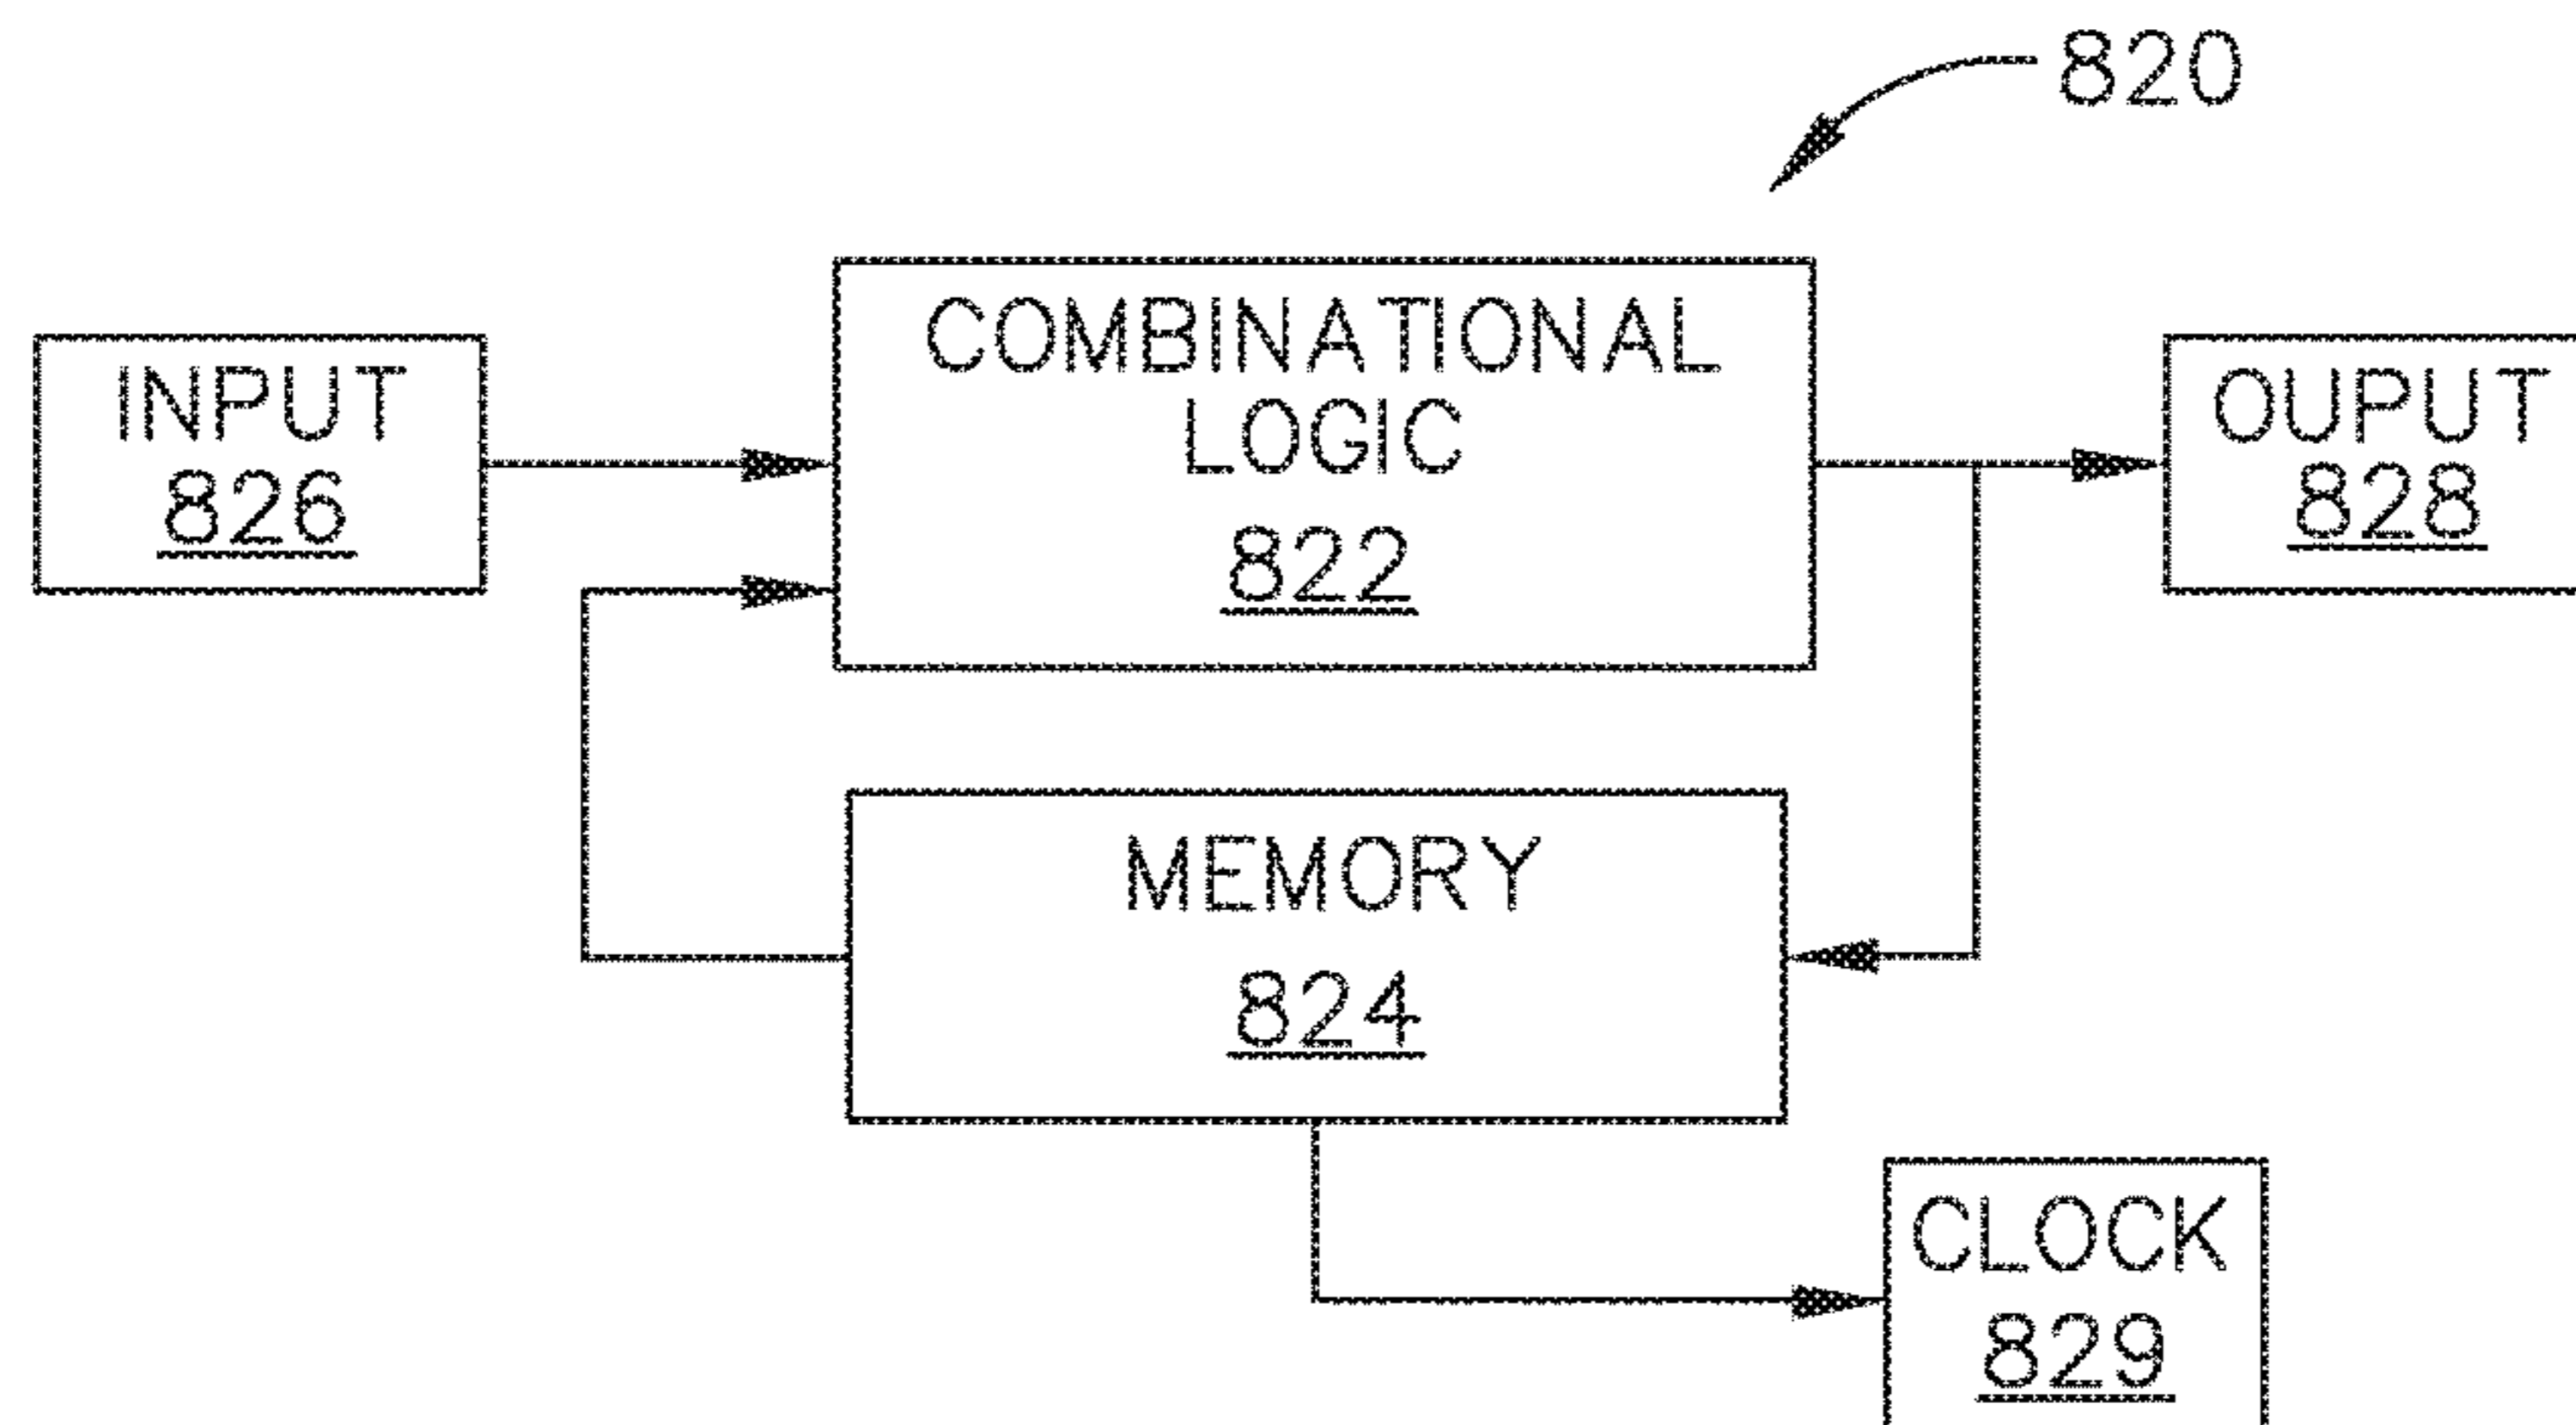 820
COMBINATIONAL
LOGIC
822
INPUT
826
OUPUT
828
MEMORY
824
CLOCK
829